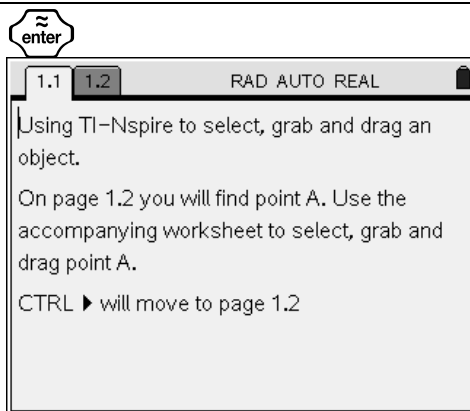 ≈
enter
1.1 1.2 RAD AUTO REAL
Using TI-Nspire to select, grab and drag an
object.
On page 1.2 you will find point A. Use the
accompanying worksheet to select, grab and
drag point A.
CTRL ▶ will move to page 1.2